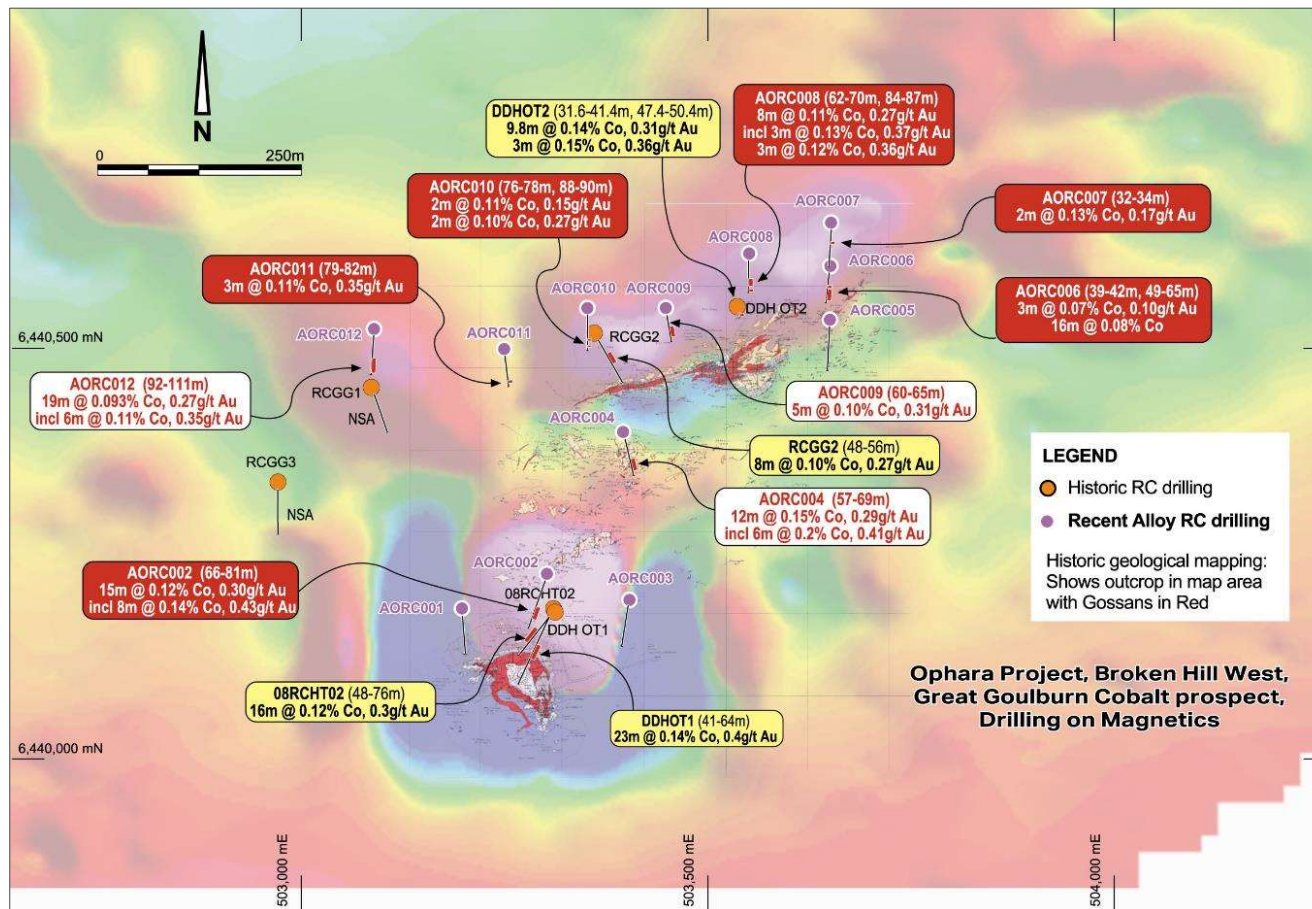 N
0
250m
DDHOT2 (31.6-41.4m, 47.4-50.4m)
9.8m @ 0.14% Co, 0.31g/t Au
3m @ 0.15% Co, 0.36g/t Au
AORC008 (62-70m, 84-87m)
8m @ 0.11% Co, 0.27g/t Au
incl 3m @ 0.13% Co, 0.37g/t Au
3m @ 0.12% Co, 0.36g/t Au
AORC010 (76-78m, 88-90m)
2m @ 0.11% Co, 0.15g/t Au
2m @ 0.10% Co, 0.27g/t Au
AORC007 (32-34m)
2m @ 0.13% Co, 0.17g/t Au
AORC007
AORC008
AORC006
AORC011 (79-82m)
3m @ 0.11% Co, 0.35g/t Au
AORC006 (39-42m, 49-65m)
3m @ 0.07% Co, 0.10g/t Au
16m @ 0.08% Co
AORC010
AORC009
DDH OT2
AORC005
AORC012
AORC011
RCGG2
6,440,500 mN
AORC012 (92-111m)
19m @ 0.093% Co, 0.27g/t Au
incl 6m @ 0.11% Co, 0.35g/t Au
RCGG1
NSA
AORC009 (60-65m)
5m @ 0.10% Co, 0.31g/t Au
AORC004
RCGG2 (48-56m)
8m @ 0.10% Co, 0.27g/t Au
RCGG3
NSA
AORC004 (57-69m)
12m @ 0.15% Co, 0.29g/t Au
incl 6m @ 0.2% Co, 0.41g/t Au
LEGEND
Historic RC drilling
Recent Alloy RC drilling
Historic geological mapping:
Shows outcrop in map area
with Gossans in Red
AORC002 (66-81m)
15m @ 0.12% Co, 0.30g/t Au
incl 8m @ 0.14% Co, 0.43g/t Au
AORC002
AORC003
AORC001
08RCHT02
DDH OT1
08RCHT02 (48-76m)
16m @ 0.12% Co, 0.3g/t Au
DDHOT1 (41-64m)
23m @ 0.14% Co, 0.4g/t Au
Ophara Project, Broken Hill West,
Great Goulburn Cobalt prospect,
Drilling on Magnetics
6,440,000 mN
503,000 mE
503,500 mE
504,000 mE